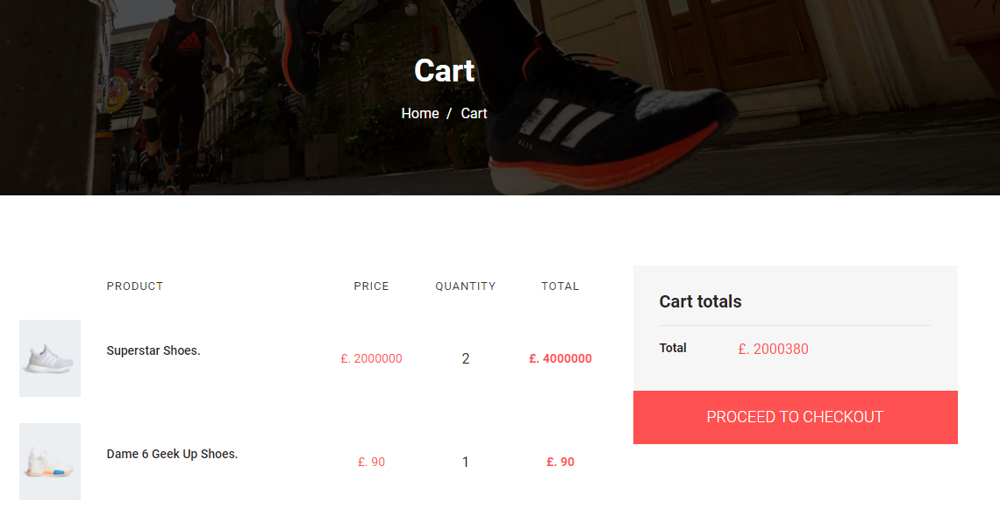 adidas
Cart
Home / Cart
PRODUCT PRICE QUANTITY TOTAL
Superstar Shoes. £. 2000000 2 £. 4000000
Dame 6 Geek Up Shoes. £. 90 1 £. 90
Cart totals
Total £. 2000380
PROCEED TO CHECKOUT